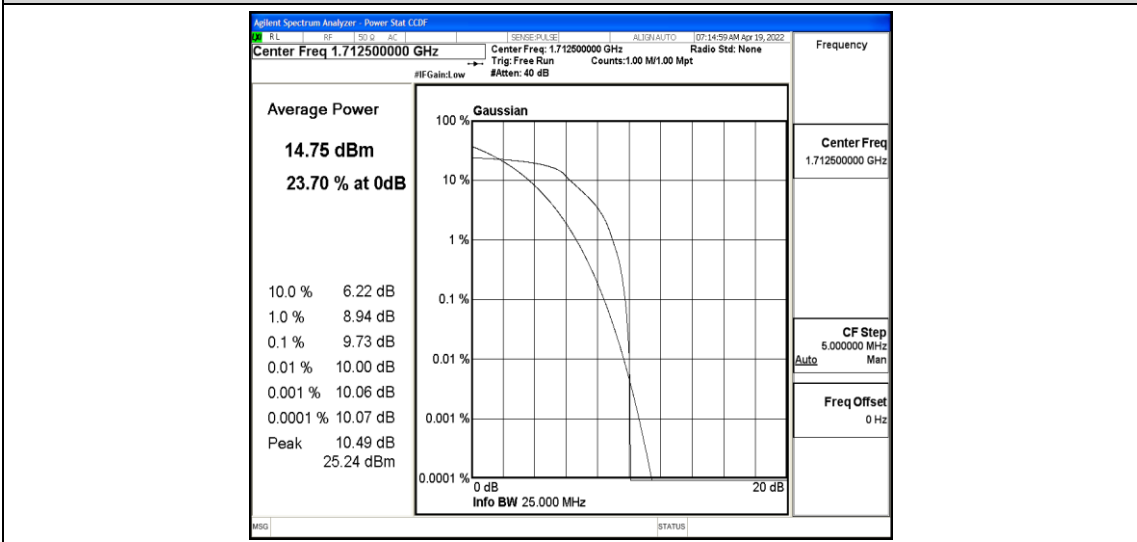 Agilent Spectrum Analyzer - Power Stat CCDF
LXI RL RF 50 Ω AC SENSE:PULSE ALIGNAUTO 07:14:59 AM Apr 19, 2022
Center Freq 1.712500000 GHz
Center Freq: 1.712500000 GHz Radio Std: None
Trig: Free Run Counts:1.00 M/1.00 Mpt
#IFGain:Low #Atten: 40 dB
Frequency
Average Power
14.75 dBm
23.70 % at 0dB
10.0 % 6.22 dB
1.0 % 8.94 dB
0.1 % 9.73 dB
0.01 % 10.00 dB
0.001 % 10.06 dB
0.0001 % 10.07 dB
Peak 10.49 dB
25.24 dBm
Gaussian
100 %
10 %
1 %
0.1 %
0.01 %
0.001 %
0.0001 %
0 dB 20 dB
Info BW 25.000 MHz
Center Freq
1.712500000 GHz
CF Step
5.000000 MHz
Auto Man
Freq Offset
0 Hz
MSG STATUS